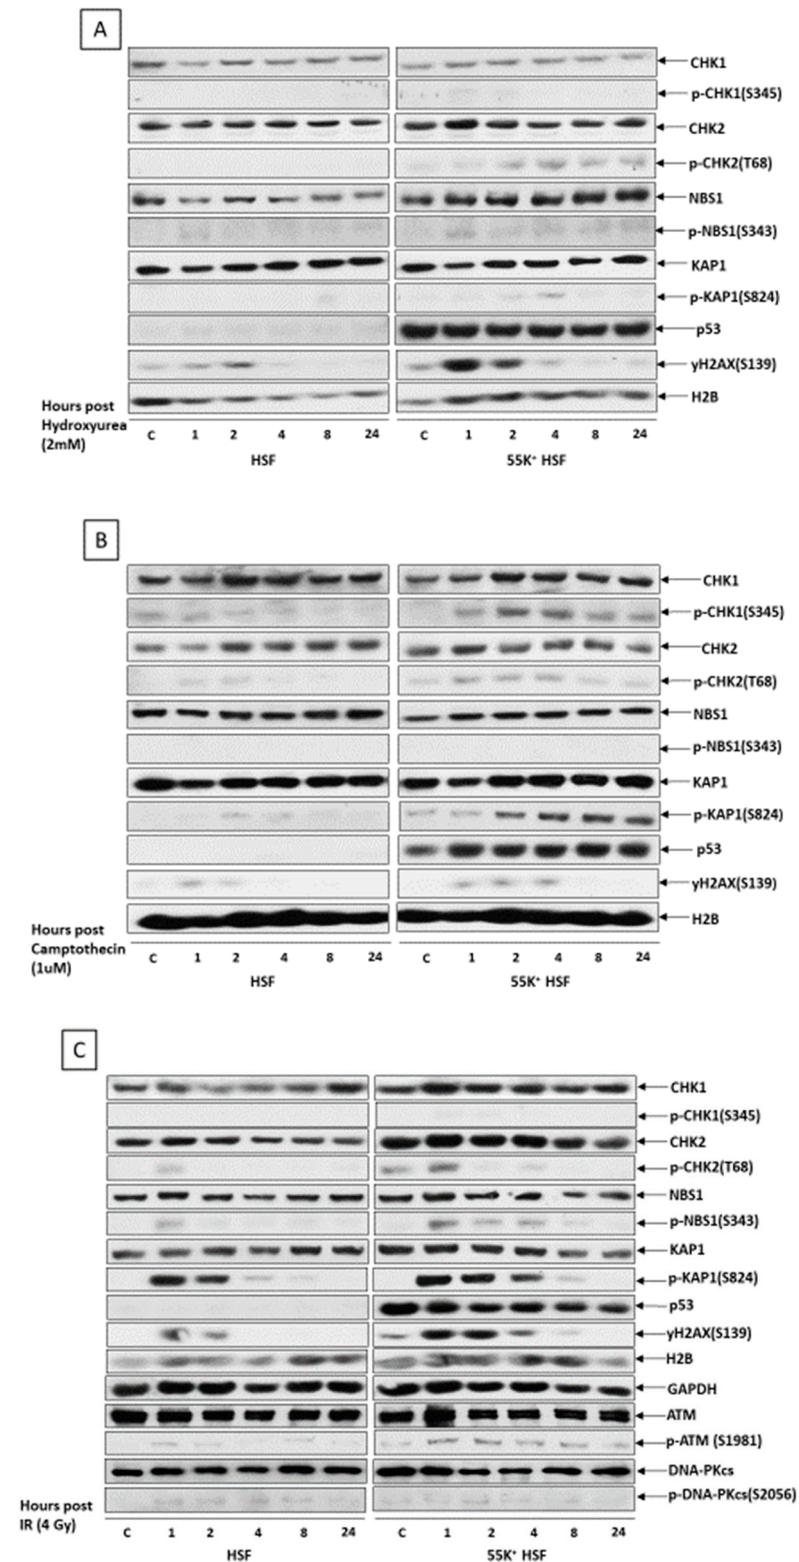 A
CHK1
p-CHK1(S345)
CHK2
p-CHK2(T68)
NBS1
p-NBS1(S343)
KAP1
p-KAP1(S824)
p53
yH2AX(S139)
H2B
Hours post
Hydroxyurea
(2mM)
C 1 2 4 8 24 C 1 2 4 8 24
HSF 55K⁺ HSF
B
CHK1
p-CHK1(S345)
CHK2
p-CHK2(T68)
NBS1
p-NBS1(S343)
KAP1
p-KAP1(S824)
p53
yH2AX(S139)
H2B
Hours post
Camptothecin
(1uM)
C 1 2 4 8 24 C 1 2 4 8 24
HSF 55K⁺ HSF
C
CHK1
p-CHK1(S345)
CHK2
p-CHK2(T68)
NBS1
p-NBS1(S343)
KAP1
p-KAP1(S824)
p53
yH2AX(S139)
H2B
GAPDH
ATM
p-ATM (S1981)
DNA-PKcs
p-DNA-PKcs(S2056)
Hours post
IR (4 Gy)
C 1 2 4 8 24 C 1 2 4 8 24
HSF 55K⁺ HSF